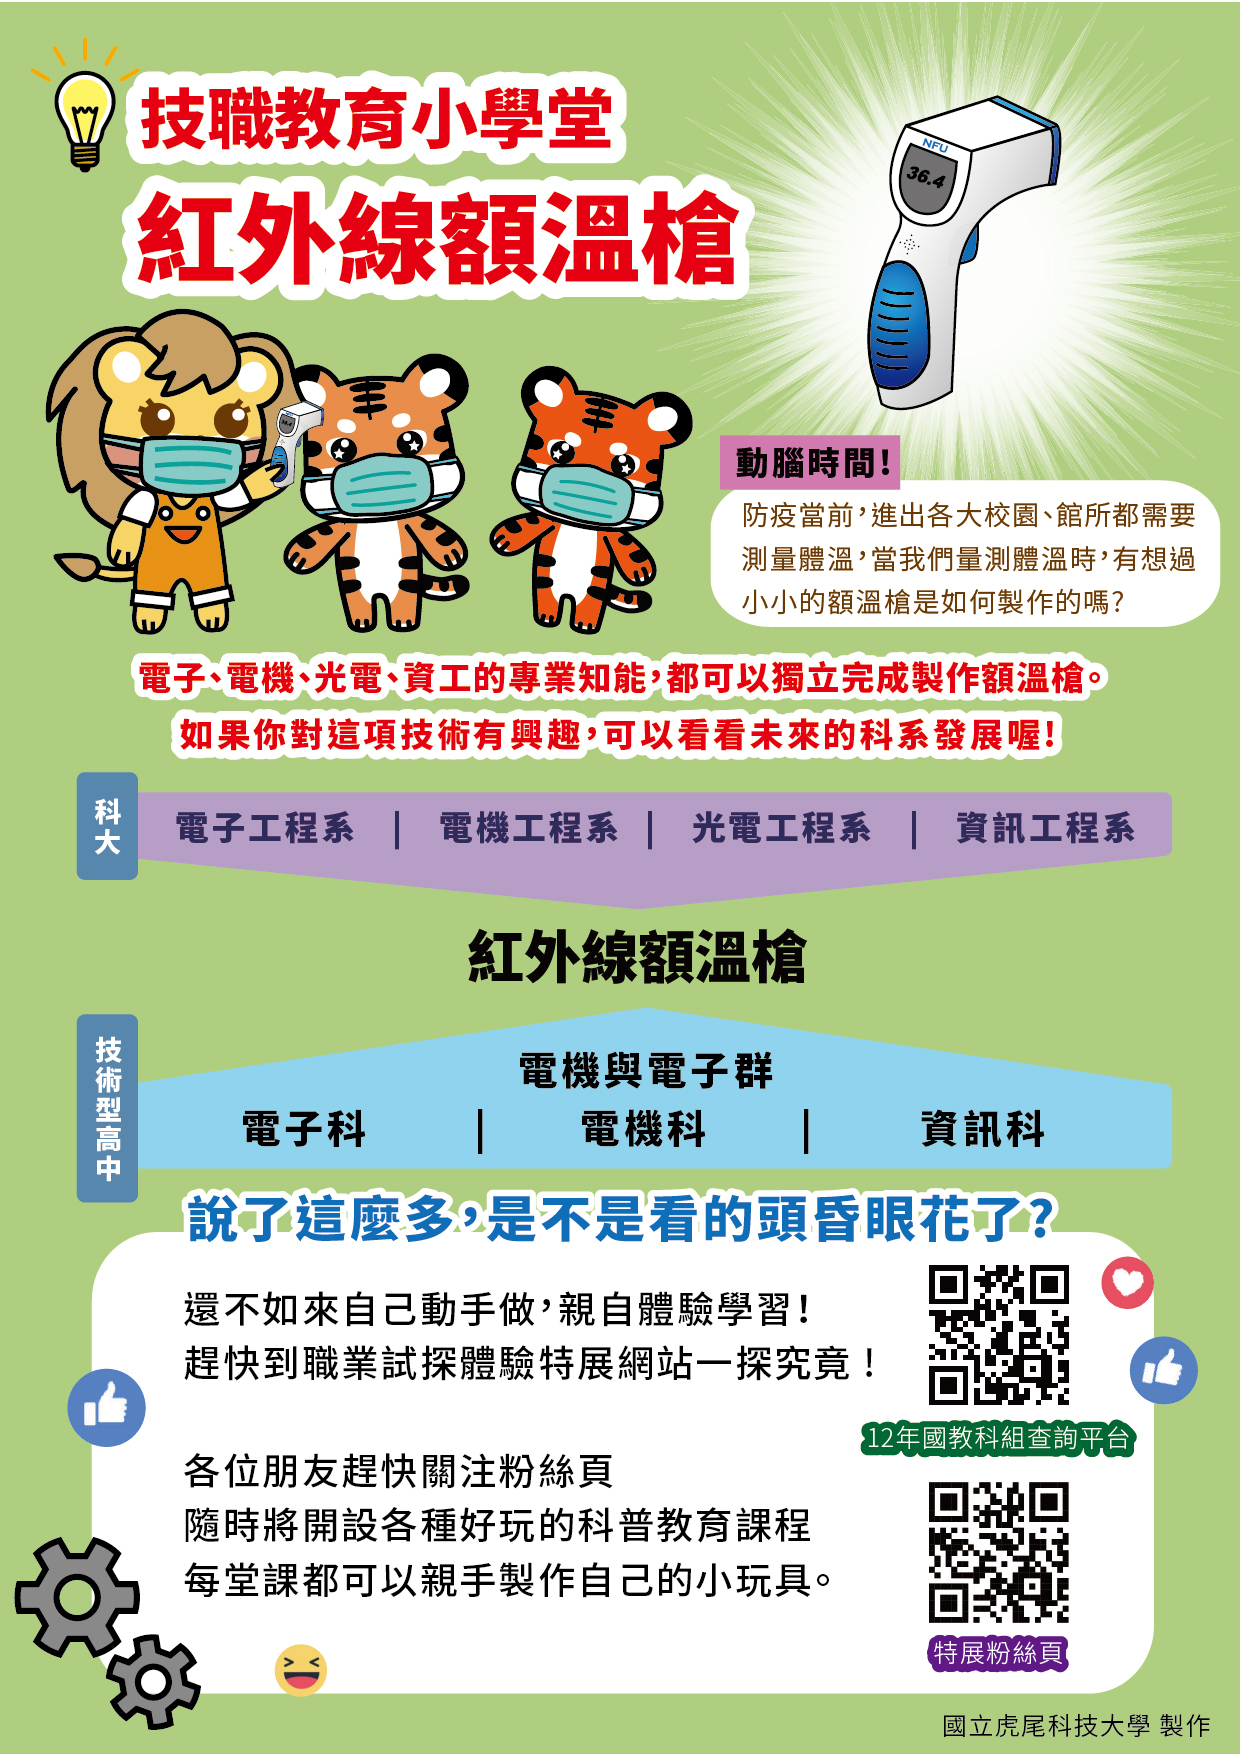 技職教育小學堂
紅外線額溫槍
NFU
36.4
36.4
動腦時間!
防疫當前,進出各大校園、館所都需要
測量體溫,當我們量測體溫時,有想過
小小的額溫槍是如何製作的嗎?
電子、電機、光電、資工的專業知能,都可以獨立完成製作額溫槍。
如果你對這項技術有興趣,可以看看未來的科系發展喔!
科大
電子工程系 | 電機工程系 | 光電工程系 | 資訊工程系
紅外線額溫槍
技術型高中
電機與電子群
電子科 | 電機科 | 資訊科
說了這麼多,是不是看的頭昏眼花了?
還不如來自己動手做,親自體驗學習!
趕快到職業試探體驗特展網站一探究竟!
12年國教科組查詢平台
各位朋友趕快關注粉絲頁
隨時將開設各種好玩的科普教育課程
每堂課都可以親手製作自己的小玩具。
特展粉絲頁
國立虎尾科技大學 製作